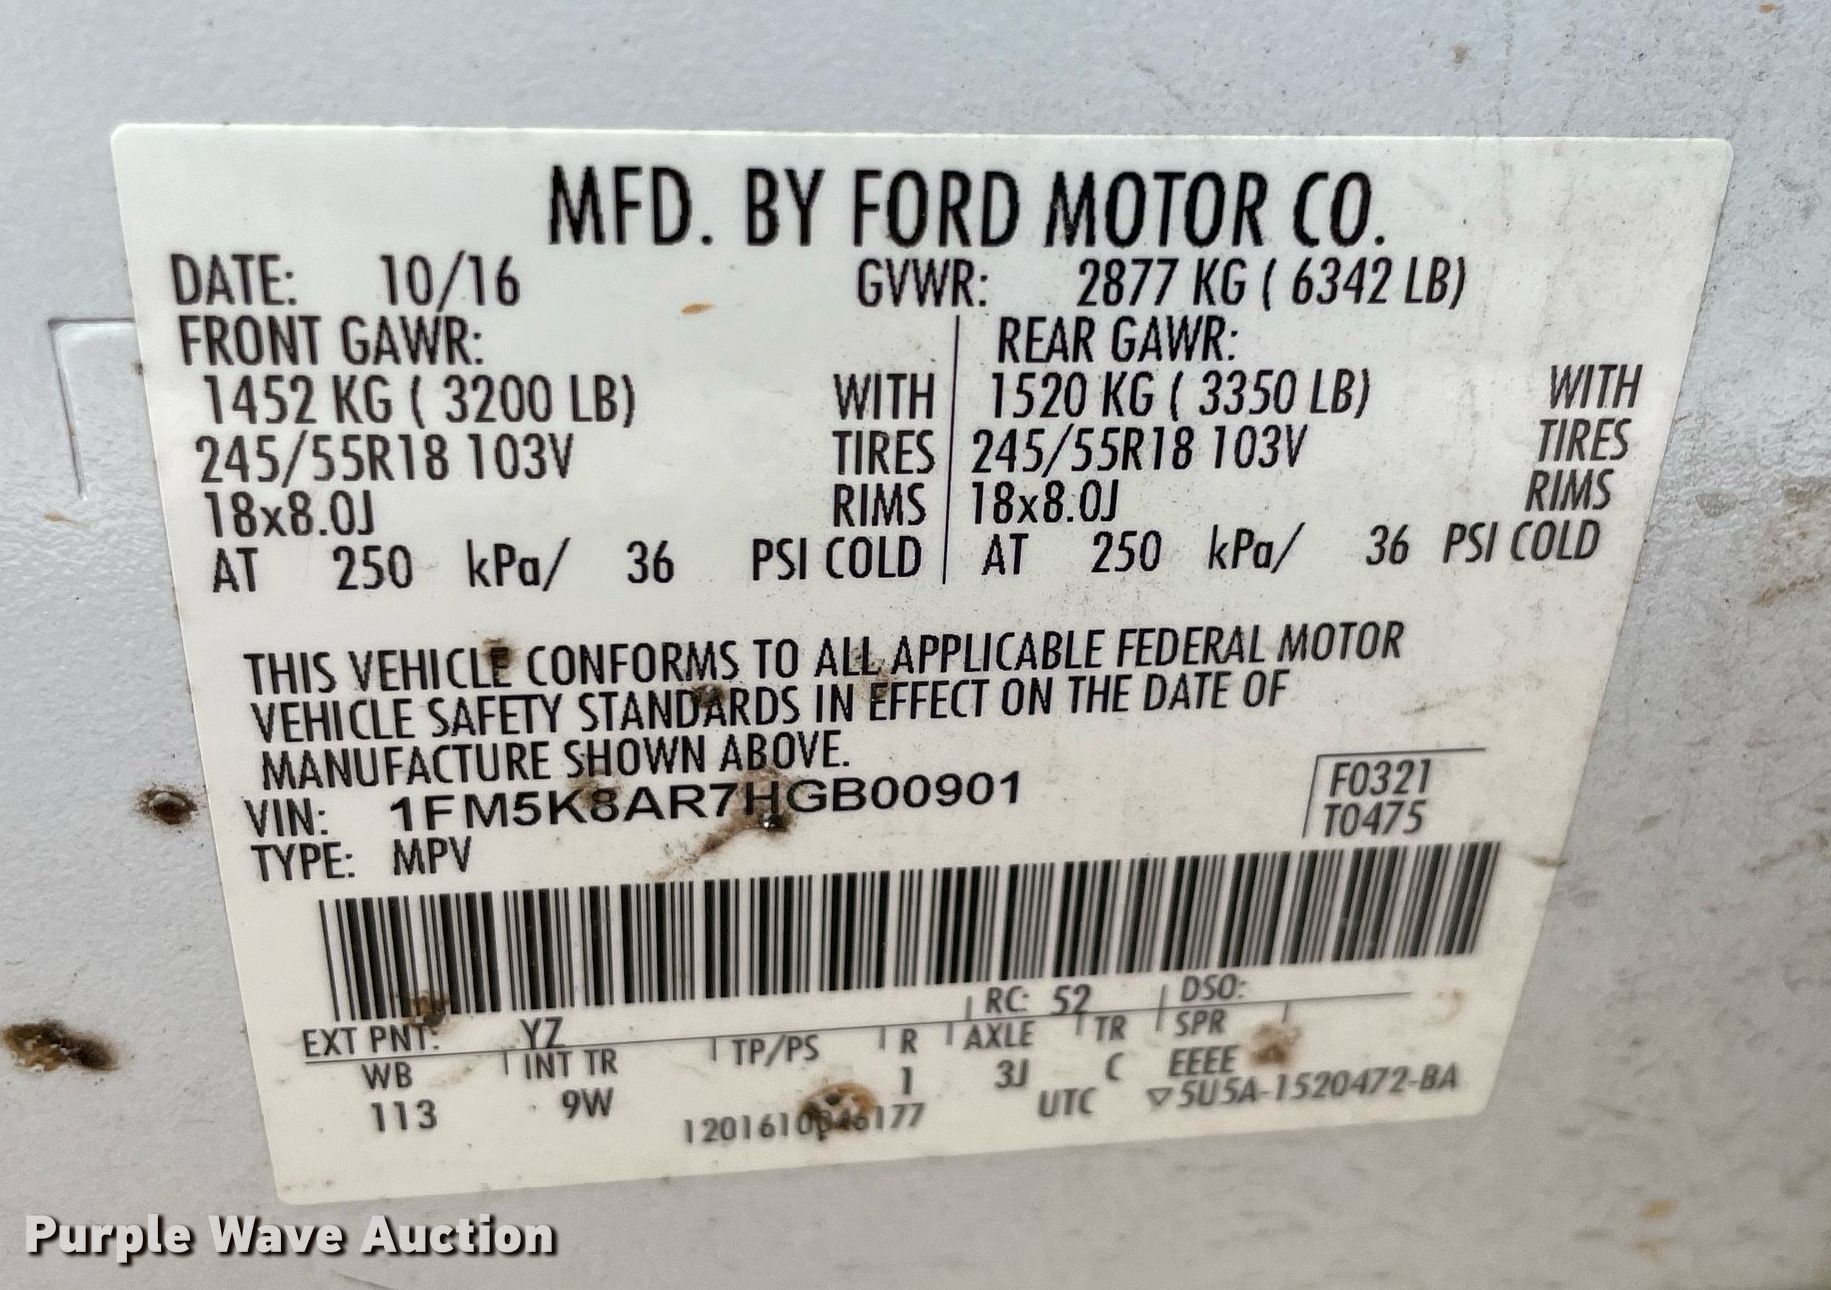 MFD. BY FORD MOTOR CO.
DATE: 10/16 GVWR: 2877 KG ( 6342 LB)
FRONT GAWR: REAR GAWR:
1452 KG ( 3200 LB) WITH 1520 KG ( 3350 LB) WITH
245/55R18 103V TIRES 245/55R18 103V TIRES
18x8.0J RIMS 18x8.0J RIMS
AT 250 kPa/ 36 PSI COLD AT 250 kPa/ 36 PSI COLD
THIS VEHICLE CONFORMS TO ALL APPLICABLE FEDERAL MOTOR
VEHICLE SAFETY STANDARDS IN EFFECT ON THE DATE OF
MANUFACTURE SHOWN ABOVE.
VIN: 1FM5K8AR7HGB00901 F0321
TYPE: MPV T0475
EXT PNT: YZ RC: 52 DSO:
WB INT TR TP/PS R AXLE TR SPR
113 9W 1 3J C EEEE
1201610046177 UTC ▽5U5A-1520472-BA
Purple Wave Auction